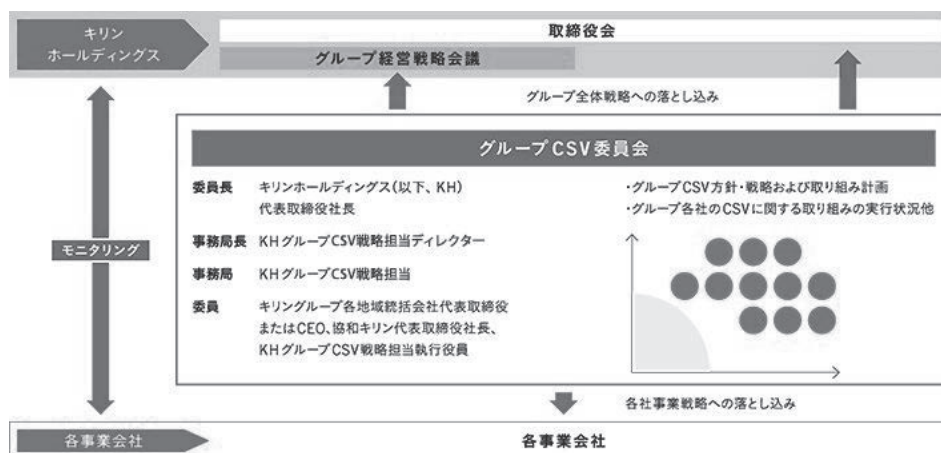 キリン
ホールディングス
取締役会
グループ経営戦略会議
グループ全体戦略への落とし込み
グループCSV委員会
委員長 キリンホールディングス(以下、KH)
代表取締役社長
事務局長 KHグループCSV戦略担当ディレクター
事務局 KHグループCSV戦略担当
委員 キリングループ各地域統括会社代表取締役
またはCEO、協和キリン代表取締役社長、
KHグループCSV戦略担当執行役員
・グループCSV方針・戦略および取り組み計画
・グループ各社のCSVに関する取り組みの実行状況他
モニタリング
各社事業戦略への落とし込み
各事業会社
各事業会社